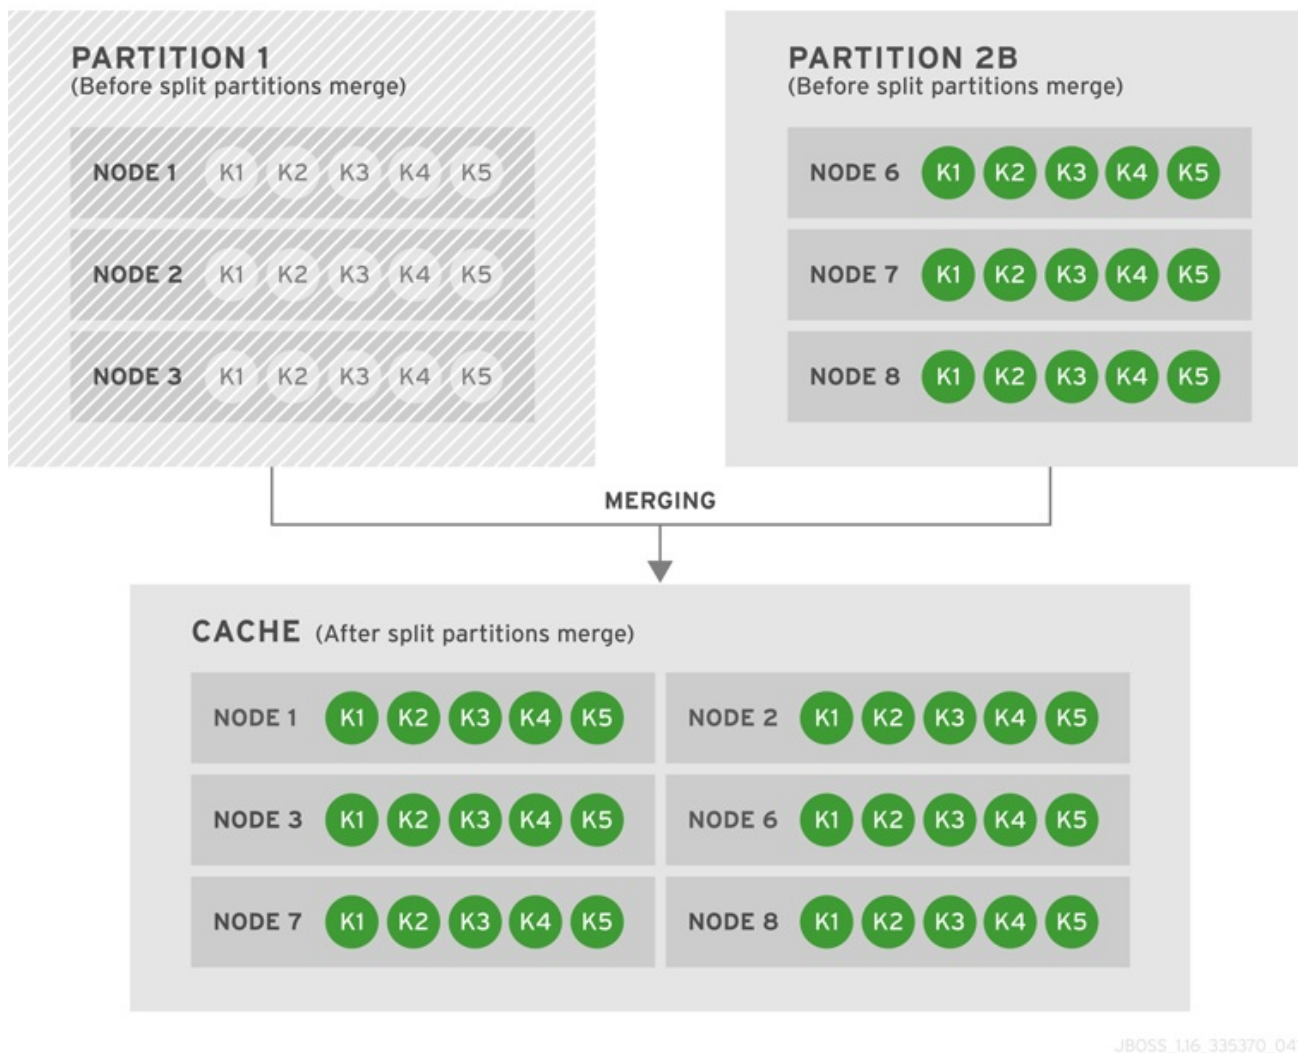 PARTITION 1
(Before split partitions merge)
NODE 1 K1 K2 K3 K4 K5
NODE 2 K1 K2 K3 K4 K5
NODE 3 K1 K2 K3 K4 K5
PARTITION 2B
(Before split partitions merge)
NODE 6 K1 K2 K3 K4 K5
NODE 7 K1 K2 K3 K4 K5
NODE 8 K1 K2 K3 K4 K5
MERGING
CACHE (After split partitions merge)
NODE 1 K1 K2 K3 K4 K5
NODE 2 K1 K2 K3 K4 K5
NODE 3 K1 K2 K3 K4 K5
NODE 6 K1 K2 K3 K4 K5
NODE 7 K1 K2 K3 K4 K5
NODE 8 K1 K2 K3 K4 K5
JBOSS_1.16_335370_04